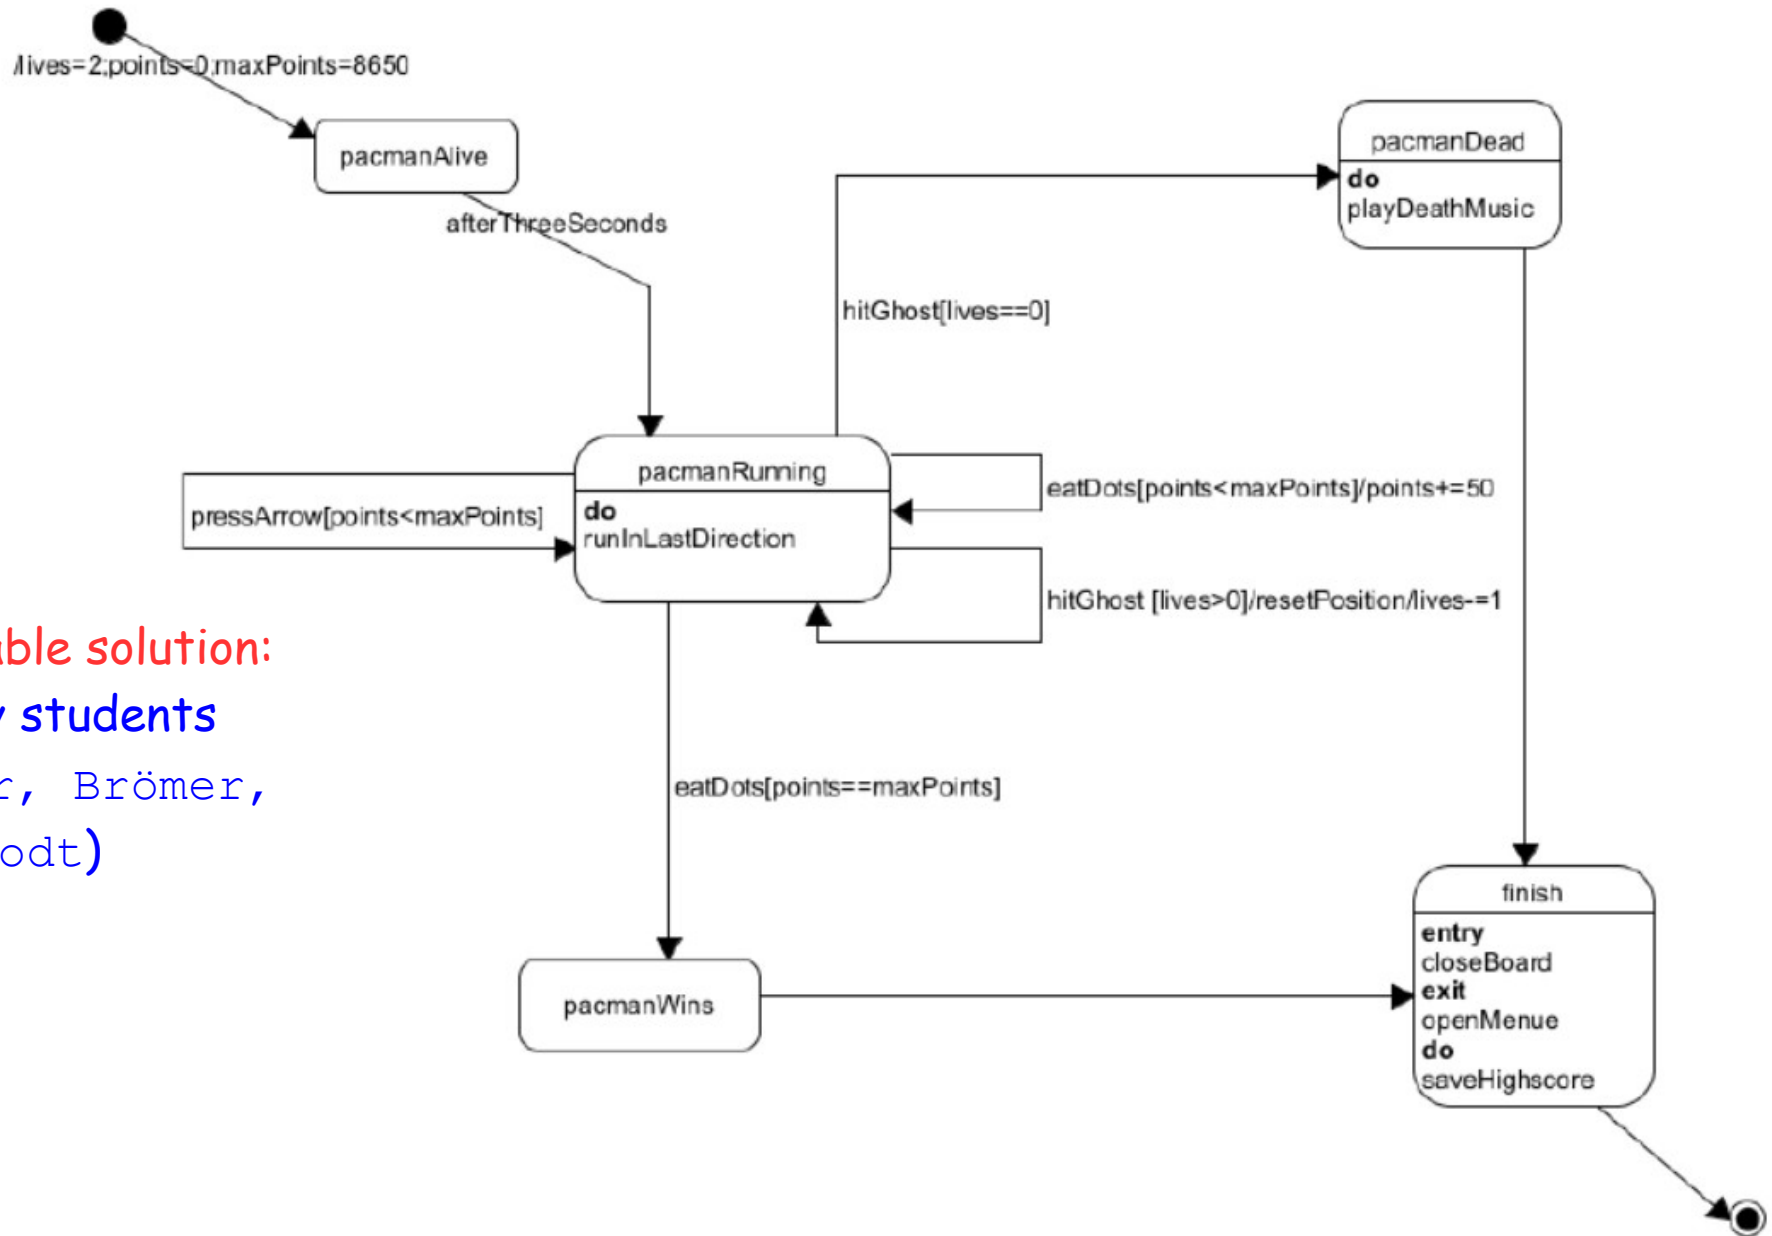 /lives=2;points=0;maxPoints=8650
pacmanAlive
afterThreeSeconds
pacmanDead
do
playDeathMusic
hitGhost[lives==0]
pacmanRunning
do
runInLastDirection
pressArrow[points<maxPoints]
eatDots[points<maxPoints]/points+=50
hitGhost [lives>0]/resetPosition/lives-=1
solution:
students
Brömer,
eatDots[points==maxPoints]
pacmanWins
finish
entry
closeBoard
exit
openMenue
do
saveHighscore